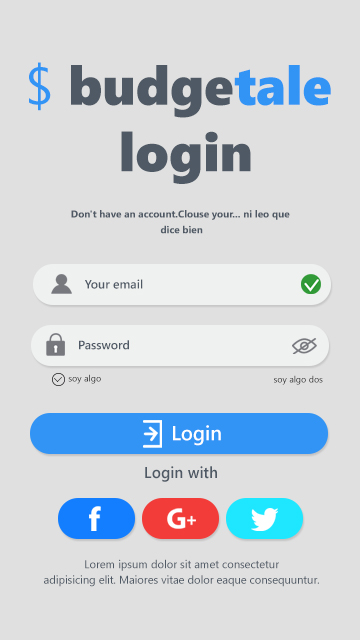 $ budgetale
login
Don't have an account.Clouse your... ni leo que
dice bien
Your email
Password
soy algo soy algo dos
Login
Login with
f G+
Lorem ipsum dolor sit amet consectetur
adipisicing elit. Maiores vitae dolor eaque consequuntur.